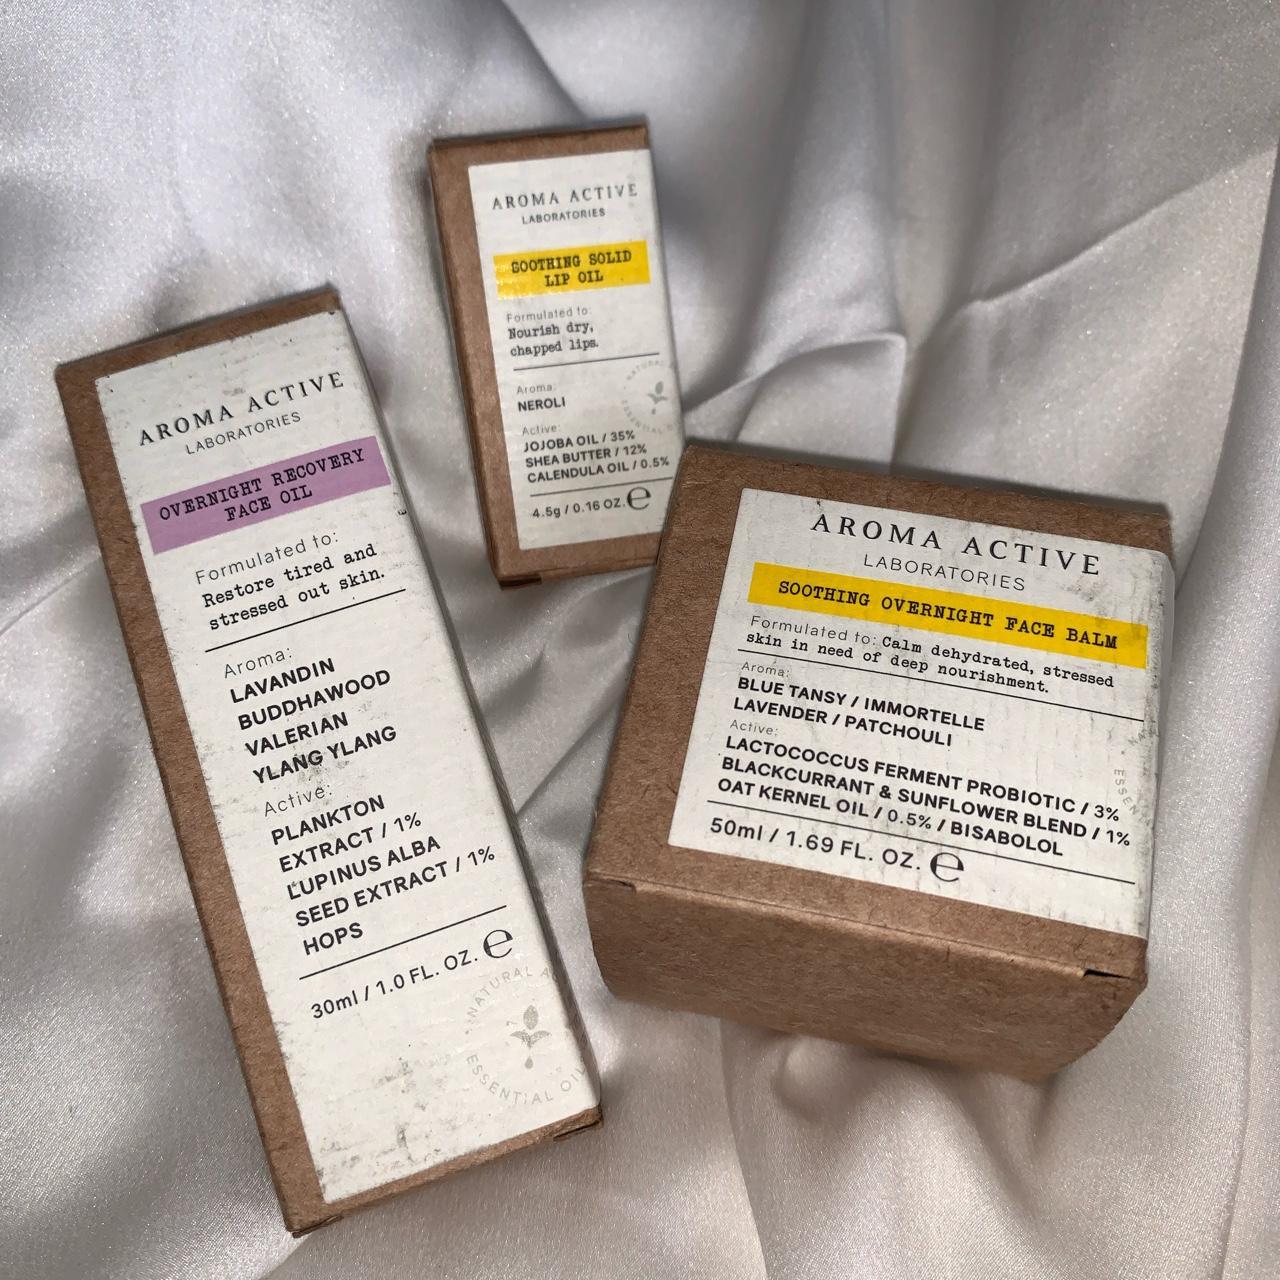 AROMA ACTIVE
LABORATORIES
OVERNIGHT RECOVERY
FACE OIL
Formulated to:
Restore tired and
stressed out skin.
Aroma:
LAVANDIN
BUDDHAWOOD
VALERIAN
YLANG YLANG
Active:
PLANKTON
EXTRACT / 1%
LUPINUS ALBA
SEED EXTRACT / 1%
HOPS
30ml / 1.0 FL. OZ. ℮
NATURAL
ESSENTIAL OIL
AROMA ACTIVE
LABORATORIES
SOOTHING SOLID
LIP OIL
Formulated to:
Nourish dry,
chapped lips.
Aroma:
NEROLI
Active:
JOJOBA OIL / 35%
SHEA BUTTER / 12%
CALENDULA OIL / 0.5%
4.5g / 0.16 OZ. ℮
NATURAL
ESSENTIAL
AROMA ACTIVE
LABORATORIES
SOOTHING OVERNIGHT FACE BALM
Formulated to: Calm dehydrated, stressed
skin in need of deep nourishment.
Aroma:
BLUE TANSY / IMMORTELLE
LAVENDER / PATCHOULI
Active:
LACTOCOCCUS FERMENT PROBIOTIC / 3%
BLACKCURRANT & SUNFLOWER BLEND / 1%
OAT KERNEL OIL / 0.5% / BISABOLOL
50ml / 1.69 FL. OZ. ℮